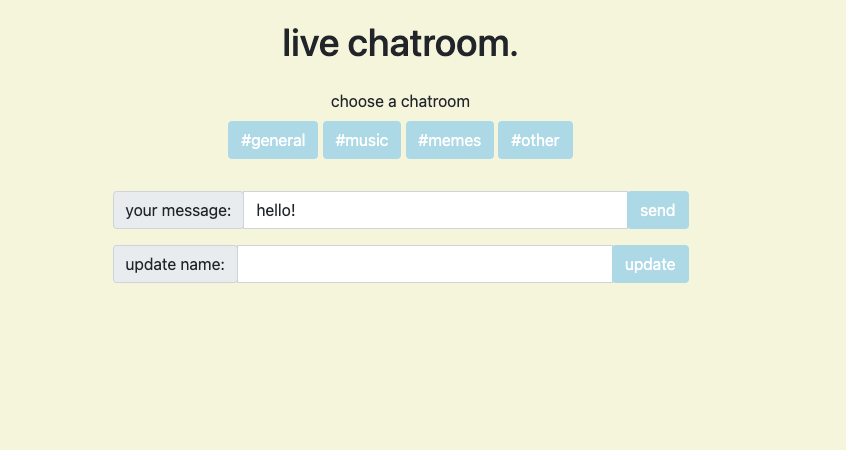 live chatroom.
choose a chatroom
#general #music #memes #other
your message: hello! send
update name: update